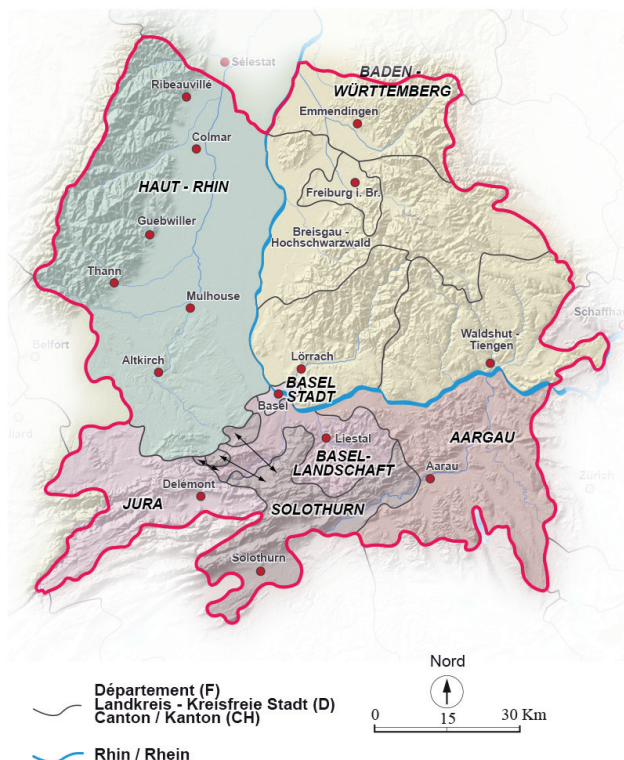 Sélestat
BADEN -
WÜRTTEMBERG
Ribeauvillé
Emmendingen
Colmar
HAUT - RHIN
Freiburg i. Br.
Guebwiller
Breisgau -
Hochschwarzwald
Thann
Mulhouse
Schaffha
Belfort
Waldshut -
Tiengen
Altkirch
Lörrach
BASEL
STADT
Basel
Liestal
AARGAU
BASEL-
LANDSCHAFT
Aarau
Zürich
Delémont
JURA
SOLOTHURN
Solothurn
Nord
Département (F)
Landkreis - Kreisfreie Stadt (D)
Canton / Kanton (CH)
0 15 30 Km
Rhin / Rhein